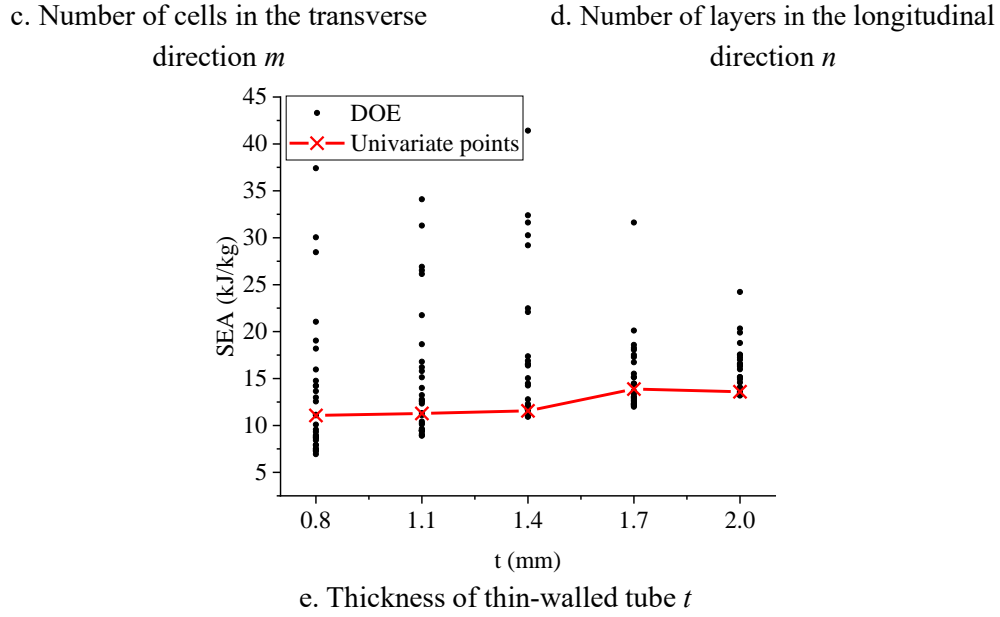 c. Number of cells in the transverse
direction m
d. Number of layers in the longitudinal
direction n
45
40
35
30
25
20
15
10
5
SEA (kJ/kg)
DOE
Univariate points
0.8 1.1 1.4 1.7 2.0
t (mm)
e. Thickness of thin-walled tube t